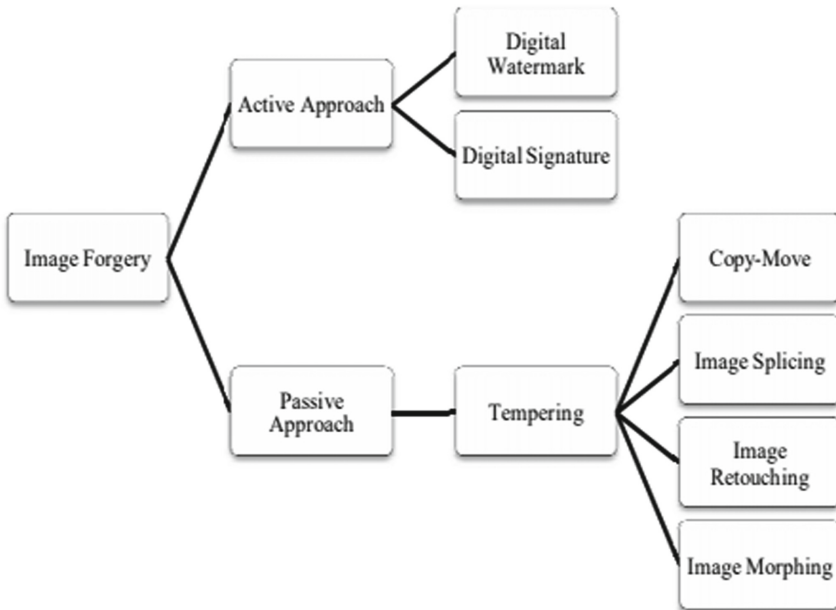 Digital
Watermark
Active Approach
Digital Signature
Image Forgery
Copy-Move
Image Splicing
Passive
Approach
Tempering
Image
Retouching
Image Morphing